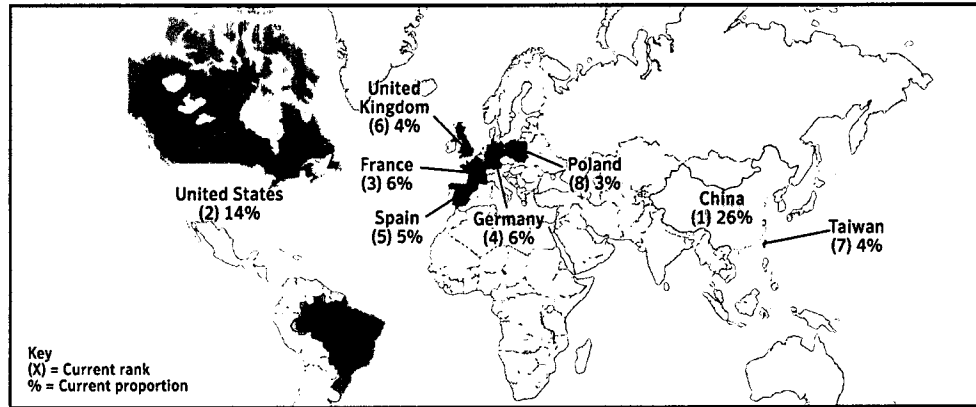 United
Kingdom
(6) 4%
France
(3) 6%
Poland
(8) 3%
United States
(2) 14%
China
(1) 26%
Spain
(5) 5%
Germany
(4) 6%
Taiwan
(7) 4%
Key
(X) = Current rank
% = Current proportion